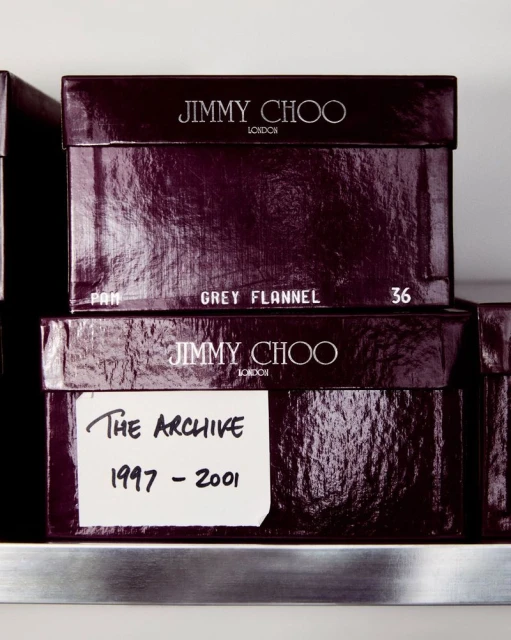 JIMMY CHOO
LONDON
PAM GREY FLANNEL 36
JIMMY CHOO
LONDON
THE ARCHIVE
1997 - 2001